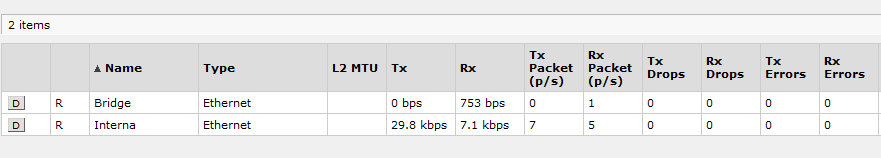 2 items
▲ Name Type L2 MTU Tx Rx Tx Packet (p/s) Rx Packet (p/s) Tx Drops Rx Drops Tx Errors Rx Errors
D R Bridge Ethernet 0 bps 753 bps 0 1 0 0 0 0
D R Interna Ethernet 29.8 kbps 7.1 kbps 7 5 0 0 0 0